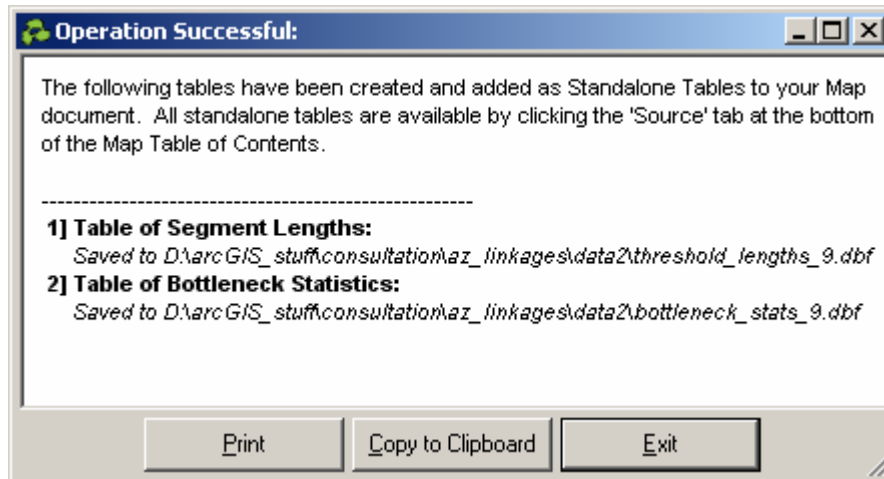 Operation Successful:
The following tables have been created and added as Standalone Tables to your Map
document. All standalone tables are available by clicking the 'Source' tab at the bottom
of the Map Table of Contents.
-----------------------------------------------------
1] Table of Segment Lengths:
Saved to D:\arcGIS_stuff\consultation\az_linkages\data2\threshold_lengths_9.dbf
2] Table of Bottleneck Statistics:
Saved to D:\arcGIS_stuff\consultation\az_linkages\data2\bottleneck_stats_9.dbf
Print Copy to Clipboard Exit